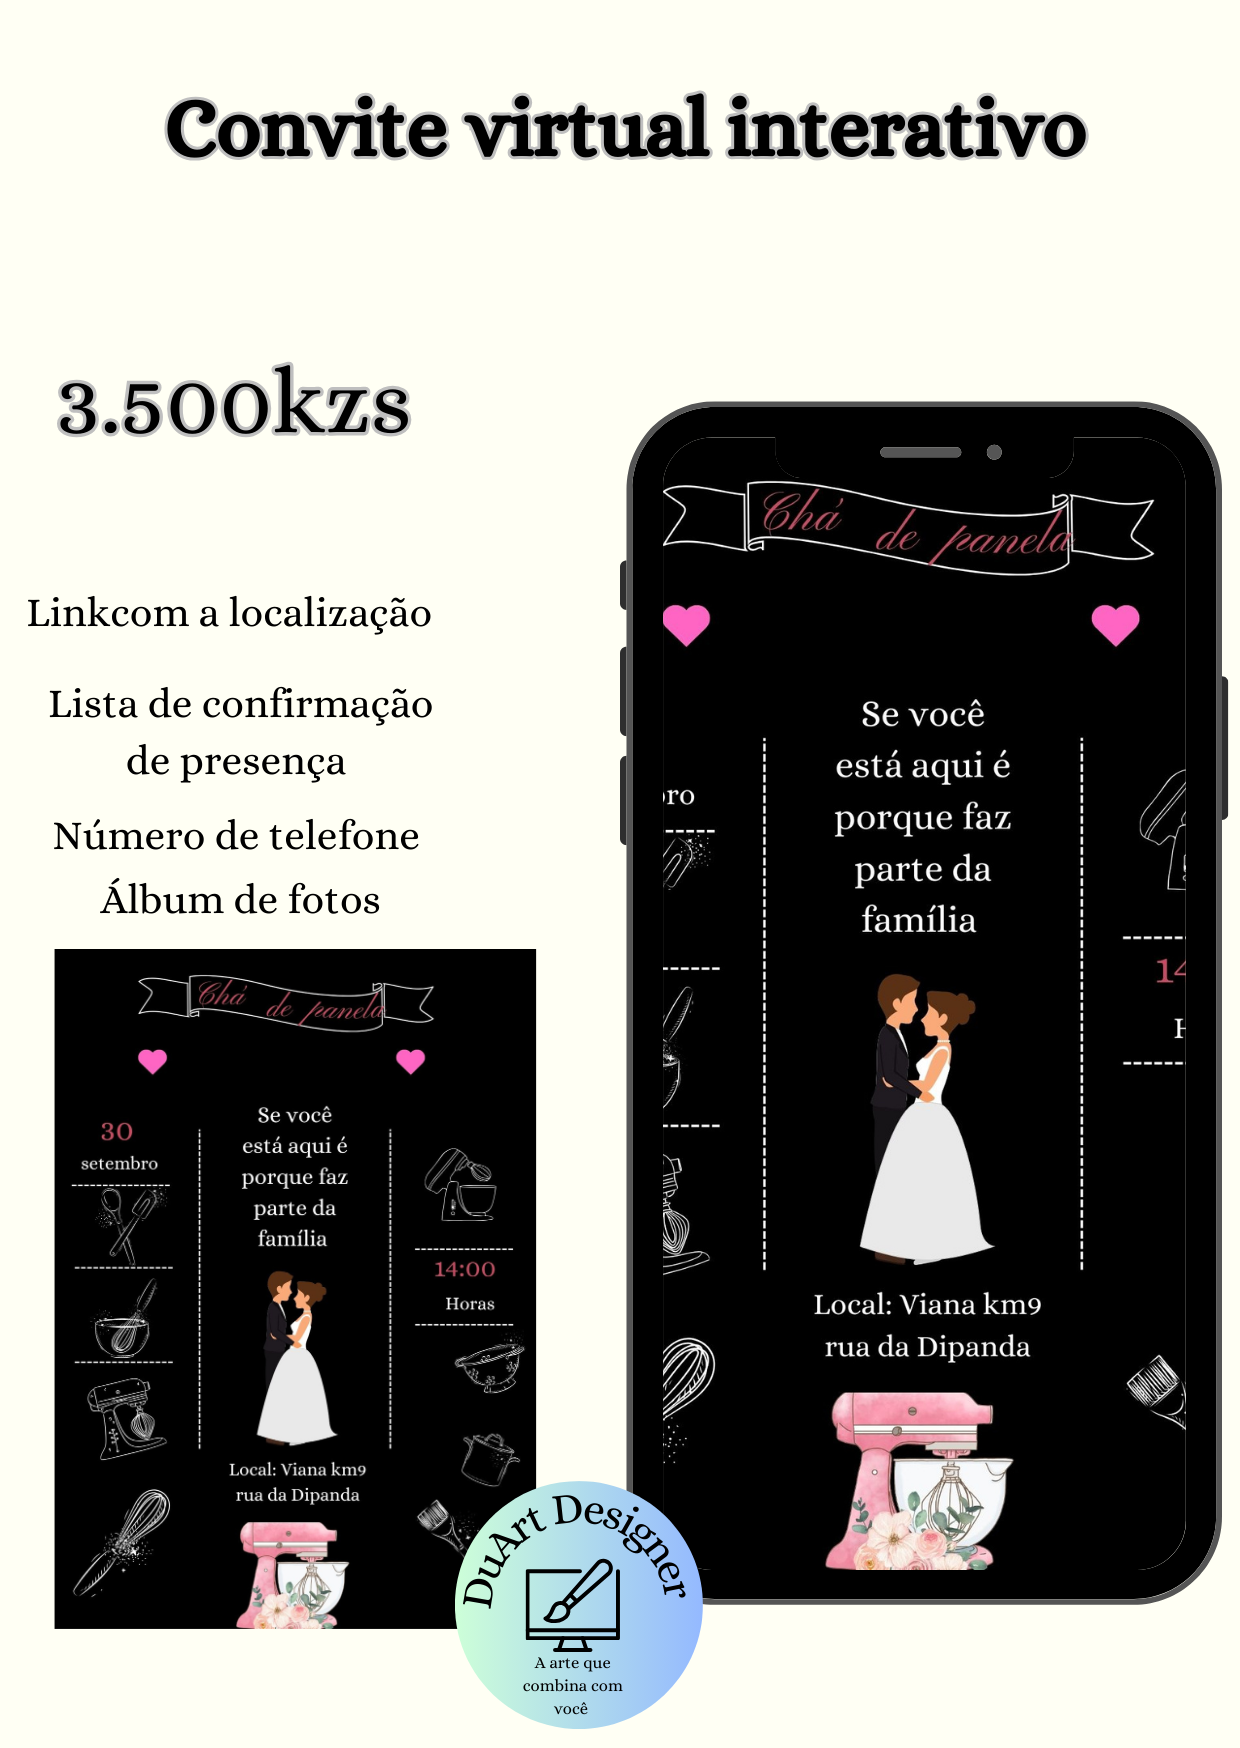 Convite virtual interativo
3.500kzs
Linkcom a localização
Lista de confirmação
de presença
Número de telefone
Álbum de fotos
Chá de panela
30
setembro
Se você
está aqui é
porque faz
parte da
família
14:00
Horas
Local: Viana km9
rua da Dipanda
Chá de panela
bro
Se você
está aqui é
porque faz
parte da
família
14
H
Local: Viana km9
rua da Dipanda
DuArt Designer
A arte que
combina com
você